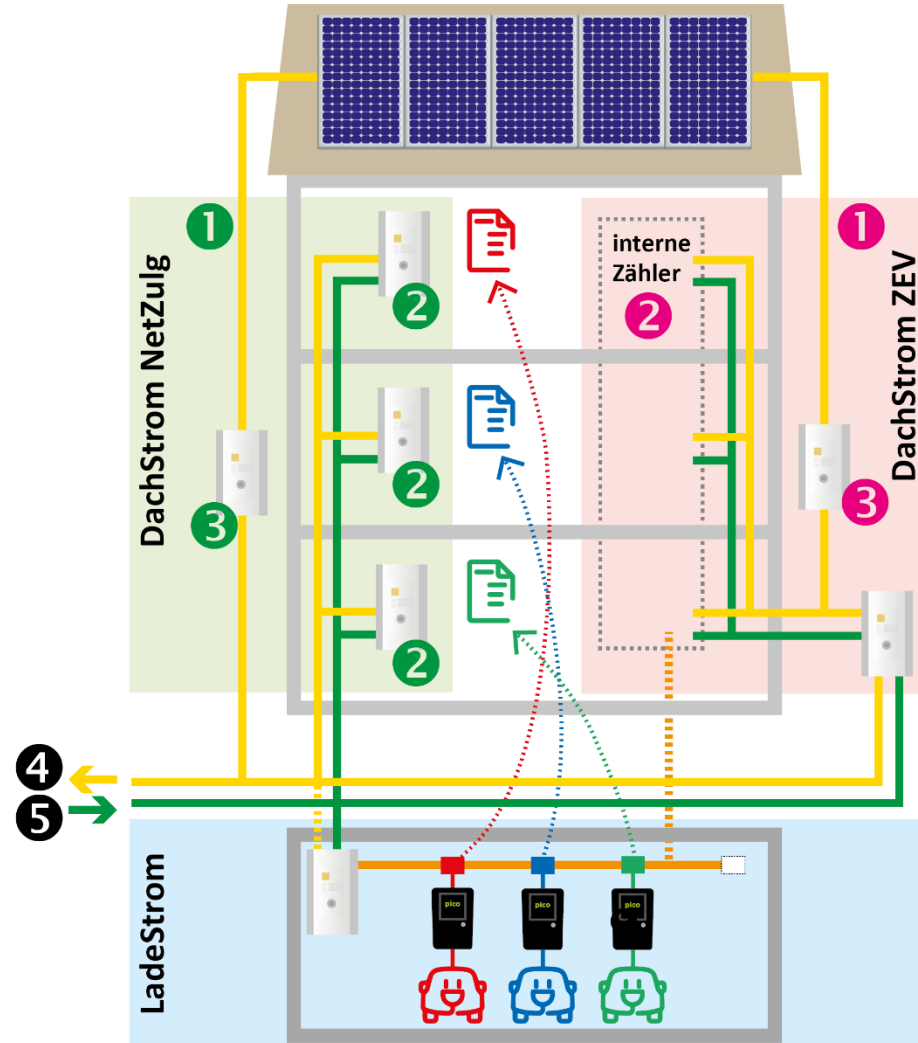 1
1
DachStrom NetZulg
interne
Zähler
2
DachStrom ZEV
2
2
3
3
2
4
5
LadeStrom
pico
pico
pico